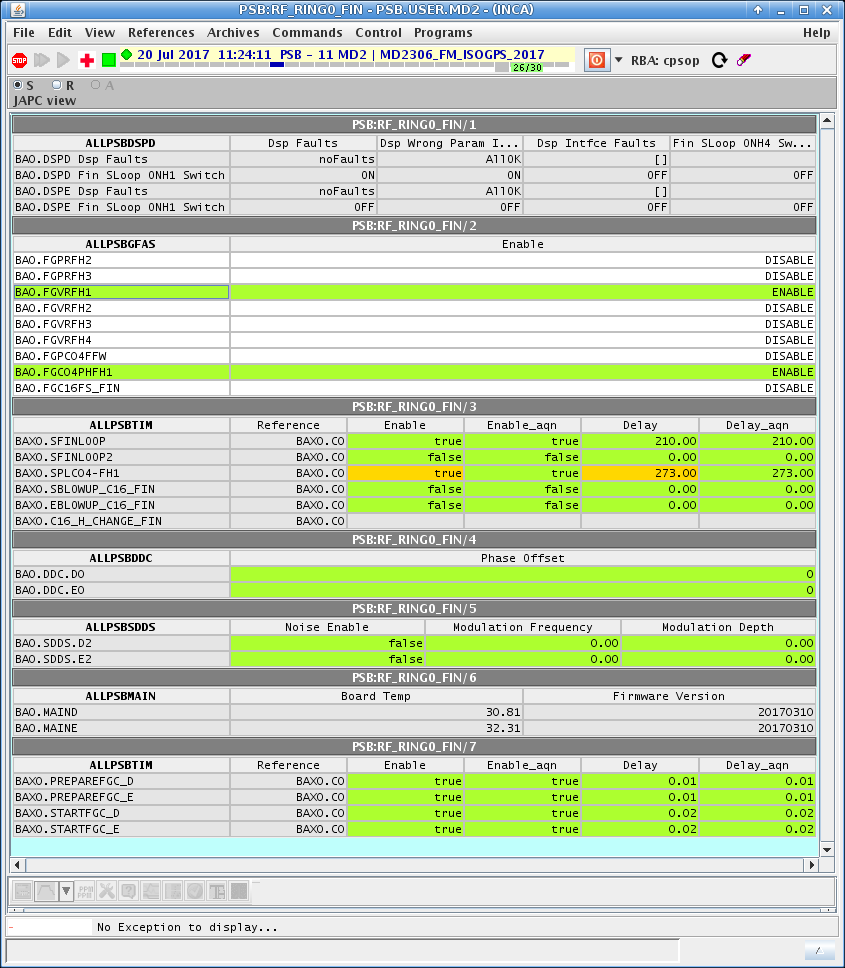 PSB:RF_RING0_FIN - PSB.USER.MD2 - (INCA)
File Edit View References Archives Commands Control Programs Help
STOP 20 Jul 2017 11:24:11 PSB - 11 MD2 | MD2306_FM_ISOGPS_2017 RBA: cpsop
26/30
S R A
JAPC view
PSB:RF_RING0_FIN/1
ALLPSBDSPD Dsp Faults Dsp Wrong Param I... Dsp Intfce Faults Fin SLoop ONH4 Sw...
BA0.DSPD Dsp Faults noFaults AllOK []
BA0.DSPD Fin SLoop ONH1 Switch ON ON OFF OFF
BA0.DSPE Dsp Faults noFaults AllOK []
BA0.DSPE Fin SLoop ONH1 Switch OFF OFF OFF OFF
PSB:RF_RING0_FIN/2
ALLPSBGFAS Enable
BA0.FGPRFH2 DISABLE
BA0.FGPRFH3 DISABLE
BA0.FGVRFH1 ENABLE
BA0.FGVRFH2 DISABLE
BA0.FGVRFH3 DISABLE
BA0.FGVRFH4 DISABLE
BA0.FGPC04FFW DISABLE
BA0.FGC04PHFH1 ENABLE
BA0.FGC16FS_FIN DISABLE
PSB:RF_RING0_FIN/3
ALLPSBTIM Reference Enable Enable_aqn Delay Delay_aqn
BAX0.SFINLOOP BAX0.C0 true true 210.00 210.00
BAX0.SFINLOOP2 BAX0.C0 false false 0.00 0.00
BAX0.SPLC04-FH1 BAX0.C0 true true 273.00 273.00
BAX0.SBLOWUP_C16_FIN BAX0.C0 false false 0.00 0.00
BAX0.EBLOWUP_C16_FIN BAX0.C0 false false 0.00 0.00
BAX0.C16_H_CHANGE_FIN BAX0.C0
PSB:RF_RING0_FIN/4
ALLPSBDDC Phase Offset
BA0.DDC.D0 0
BA0.DDC.E0 0
PSB:RF_RING0_FIN/5
ALLPSBSDDS Noise Enable Modulation Frequency Modulation Depth
BA0.SDDS.D2 false 0.00 0.00
BA0.SDDS.E2 false 0.00 0.00
PSB:RF_RING0_FIN/6
ALLPSBMAIN Board Temp Firmware Version
BA0.MAIND 30.81 20170310
BA0.MAINE 32.31 20170310
PSB:RF_RING0_FIN/7
ALLPSBTIM Reference Enable Enable_aqn Delay Delay_aqn
BAX0.PREPAREFGC_D BAX0.C0 true true 0.01 0.01
BAX0.PREPAREFGC_E BAX0.C0 true true 0.01 0.01
BAX0.STARTFGC_D BAX0.C0 true true 0.02 0.02
BAX0.STARTFGC_E BAX0.C0 true true 0.02 0.02
- No Exception to display...